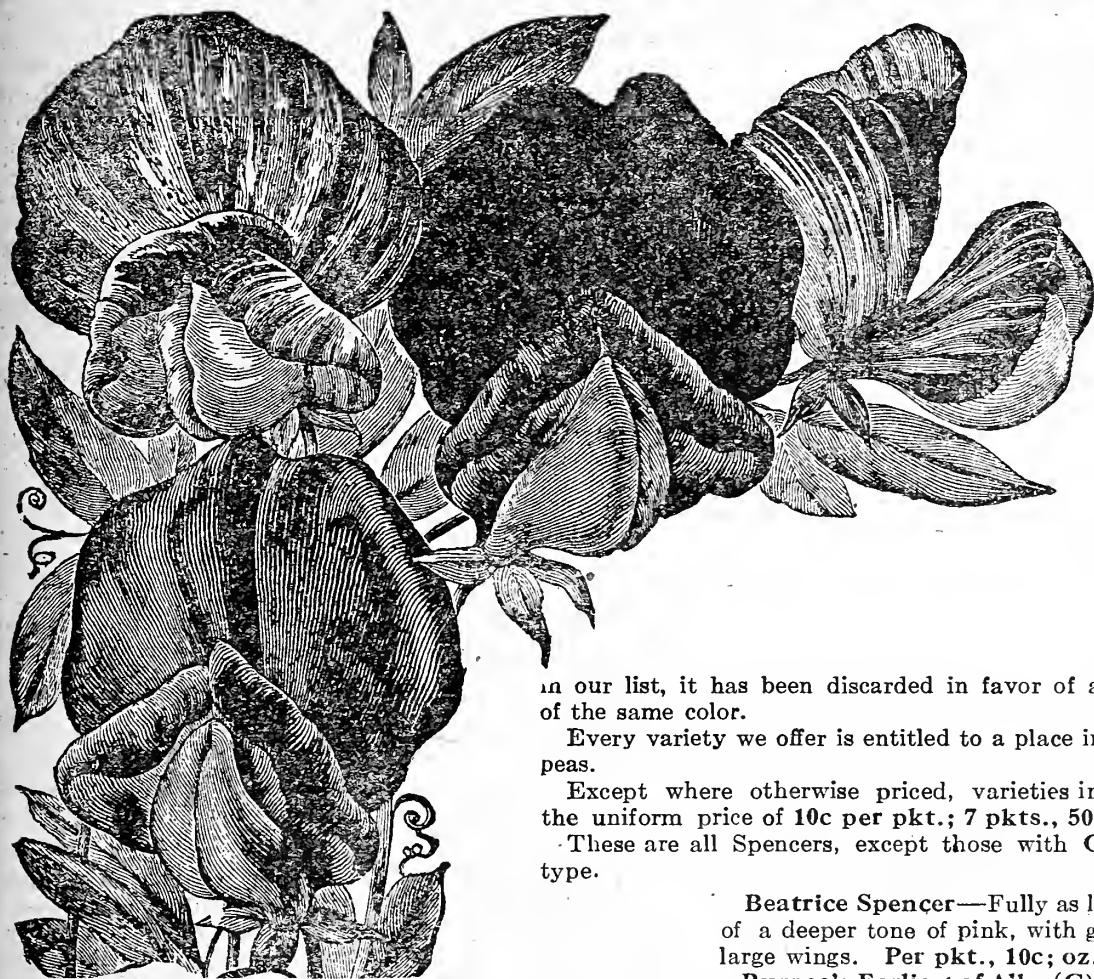 in our list, it has been discarded in favor of a
of the same color.
Every variety we offer is entitled to a place in
peas.
Except where otherwise priced, varieties in
the uniform price of 10c per pkt.; 7 pkts., 50
These are all Spencers, except those with G
type.
Beatrice Spencer—Fully as l
of a deeper tone of pink, with g
large wings. Per pkt., 10c; oz.
Earliest of All (G)